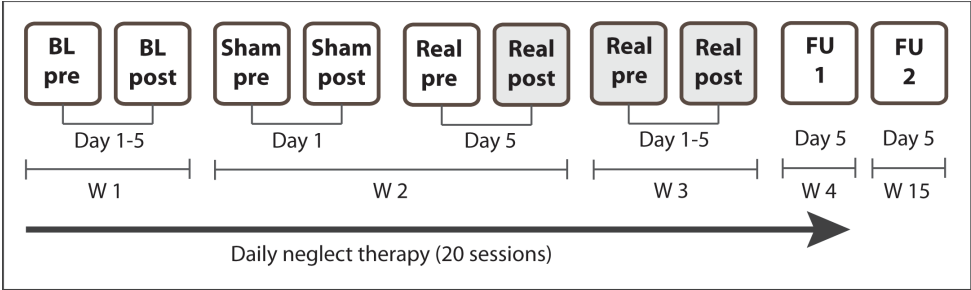 BL pre
BL post
Sham pre
Sham post
Real pre
Real post
Real pre
Real post
FU 1
FU 2
Day 1-5
Day 1
Day 5
Day 1-5
Day 5
Day 5
W 1
W 2
W 3
W 4
W 15
Daily neglect therapy (20 sessions)